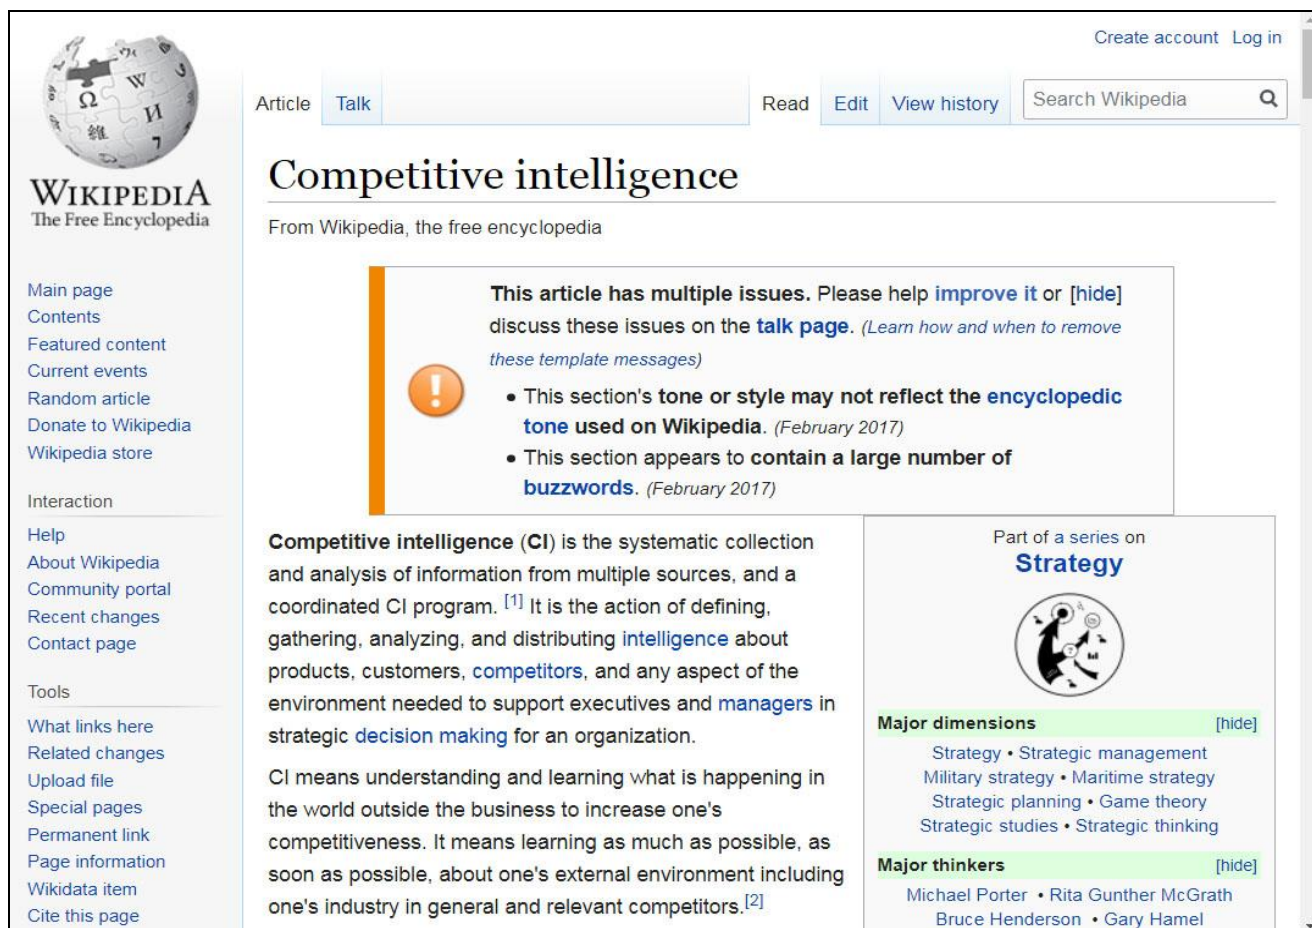 Create account Log in
WIKIPEDIA
The Free Encyclopedia
Article Talk Read Edit View history Search Wikipedia
Main page
Contents
Featured content
Current events
Random article
Donate to Wikipedia
Wikipedia store
Interaction
Help
About Wikipedia
Community portal
Recent changes
Contact page
Tools
What links here
Related changes
Upload file
Special pages
Permanent link
Page information
Wikidata item
Cite this page
Competitive intelligence
From Wikipedia, the free encyclopedia
This article has multiple issues. Please help improve it or [hide]
discuss these issues on the talk page. (Learn how and when to remove
these template messages)
• This section's tone or style may not reflect the encyclopedic
tone used on Wikipedia. (February 2017)
• This section appears to contain a large number of
buzzwords. (February 2017)
Competitive intelligence (CI) is the systematic collection
and analysis of information from multiple sources, and a
coordinated CI program. [1] It is the action of defining,
gathering, analyzing, and distributing intelligence about
products, customers, competitors, and any aspect of the
environment needed to support executives and managers in
strategic decision making for an organization.
CI means understanding and learning what is happening in
the world outside the business to increase one's
competitiveness. It means learning as much as possible, as
soon as possible, about one's external environment including
one's industry in general and relevant competitors.[2]
Part of a series on
Strategy
Major dimensions [hide]
Strategy • Strategic management
Military strategy • Maritime strategy
Strategic planning • Game theory
Strategic studies • Strategic thinking
Major thinkers [hide]
Michael Porter • Rita Gunther McGrath
Bruce Henderson • Gary Hamel